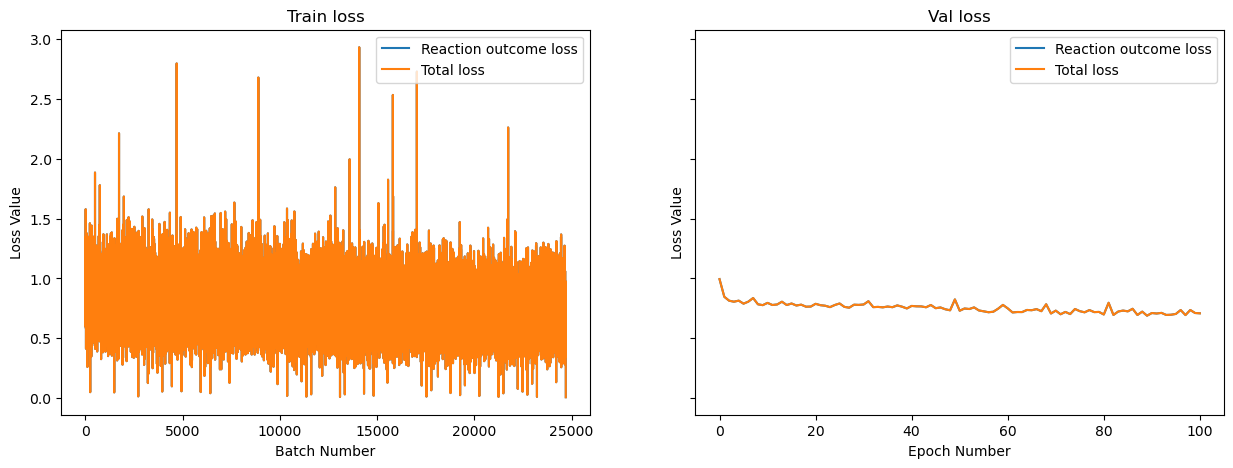 Train loss
Loss Value
3.0
2.5
2.0
1.5
1.0
0.5
0.0
Reaction outcome loss
Total loss
0
5000
10000
15000
20000
25000
Batch Number
Val loss
Loss Value
Reaction outcome loss
Total loss
0
20
40
60
80
100
Epoch Number